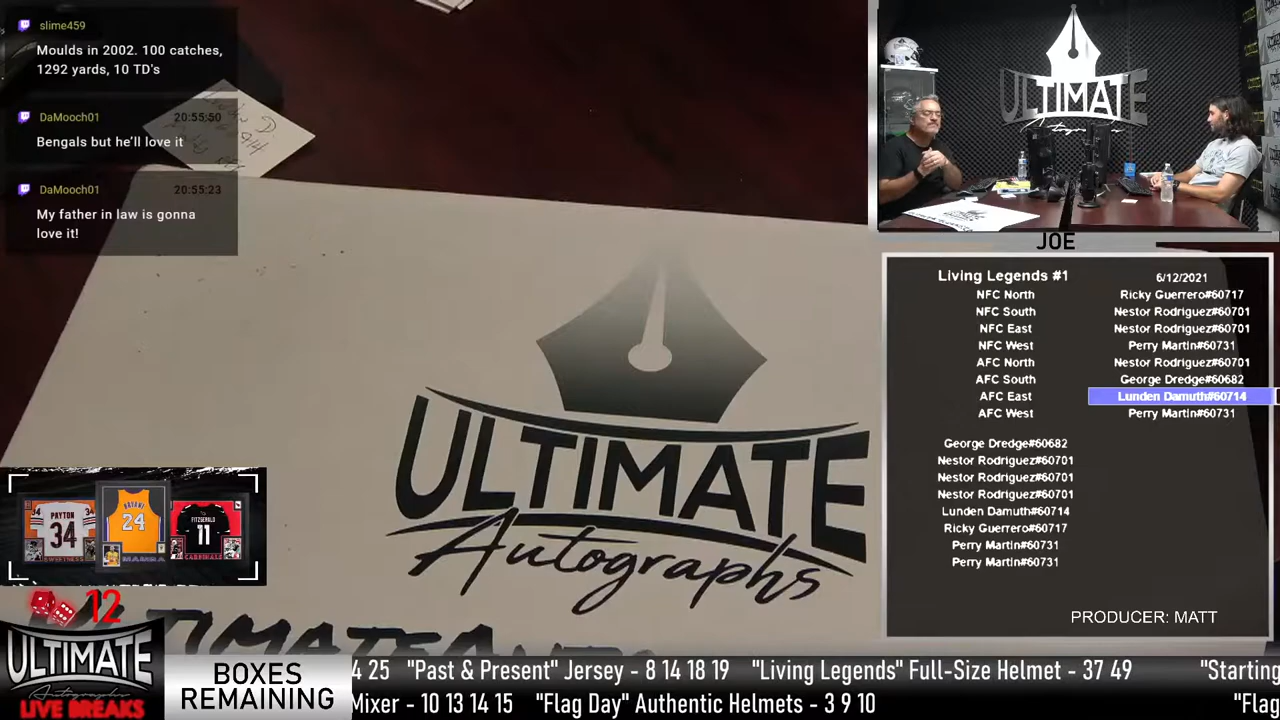 slime459
Moulds in 2002. 100 catches,
1292 yards, 10 TD's
DaMooch01 20:55:50
Bengals but he'll love it
DaMooch01 20:55:23
My father in law is gonna
love it!
ULTIMATE
Autographs
ULTIMATE
Autographs
JOE
Living Legends #1 6/12/2021
NFC North Ricky Guerrero#60717
NFC South Nestor Rodriguez#60701
NFC East Nestor Rodriguez#60701
NFC West Perry Martin#60731
AFC North Nestor Rodriguez#60701
AFC South George Dredge#60682
AFC East Lunden Damuth#60714
AFC West Perry Martin#60731
George Dredge#60682
Nestor Rodriguez#60701
Nestor Rodriguez#60701
Nestor Rodriguez#60701
Lunden Damuth#60714
Ricky Guerrero#60717
Perry Martin#60731
Perry Martin#60731
PRODUCER: MATT
PAYTON
34
BRYANT
24
FITZGERALD
11
CARDINALS
12
ULTIMATE
Autographs
LIVE BREAKS
BOXES
REMAINING
4 25 "Past & Present" Jersey - 8 14 18 19 "Living Legends" Full-Size Helmet - 37 49 "Starting
Mixer - 10 13 14 15 "Flag Day" Authentic Helmets - 3 9 10 "Flag